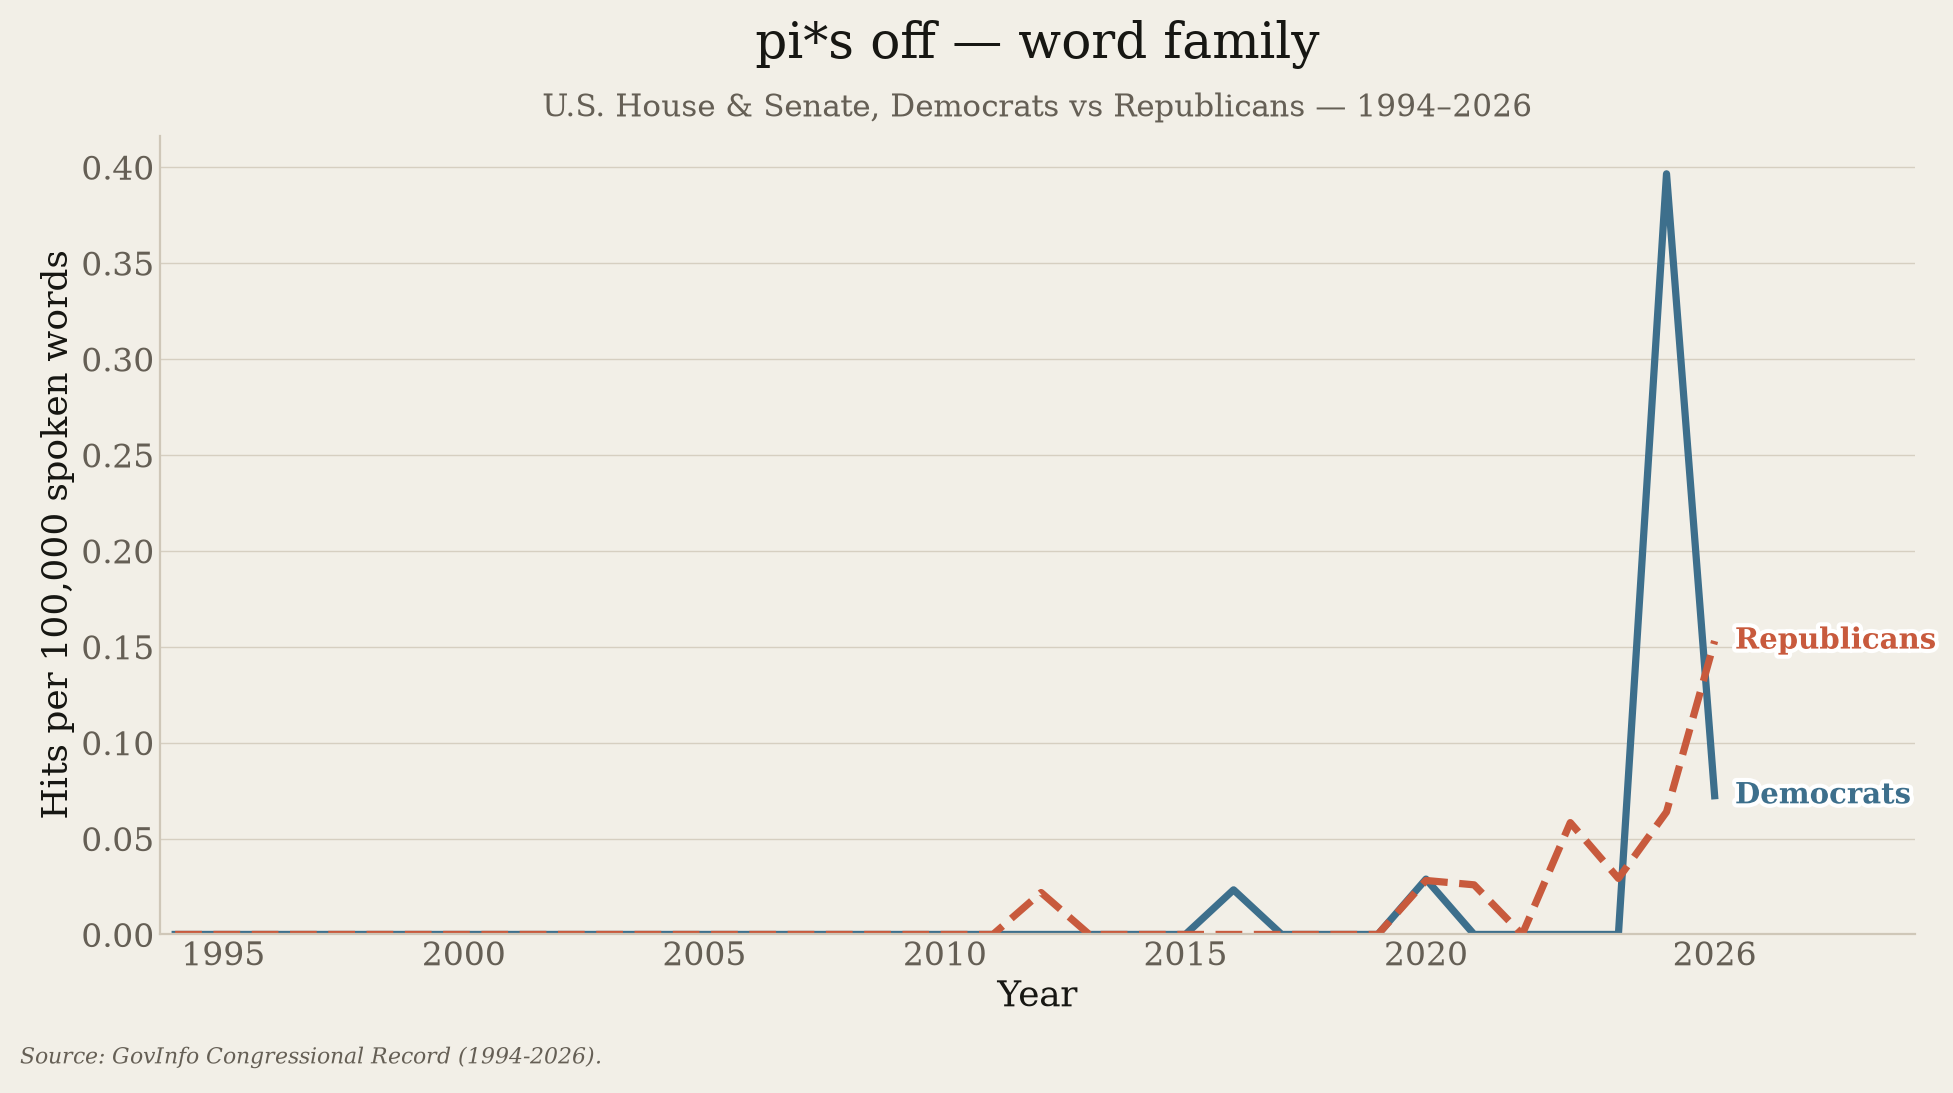 pi*s off — word family
U.S. House & Senate, Democrats vs Republicans — 1994–2026
Hits per 100,000 spoken words
0.40
0.35
0.30
0.25
0.20
0.15
0.10
0.05
0.00
Republicans
Democrats
1995 2000 2005 2010 2015 2020 2026
Year
Source: GovInfo Congressional Record (1994-2026).